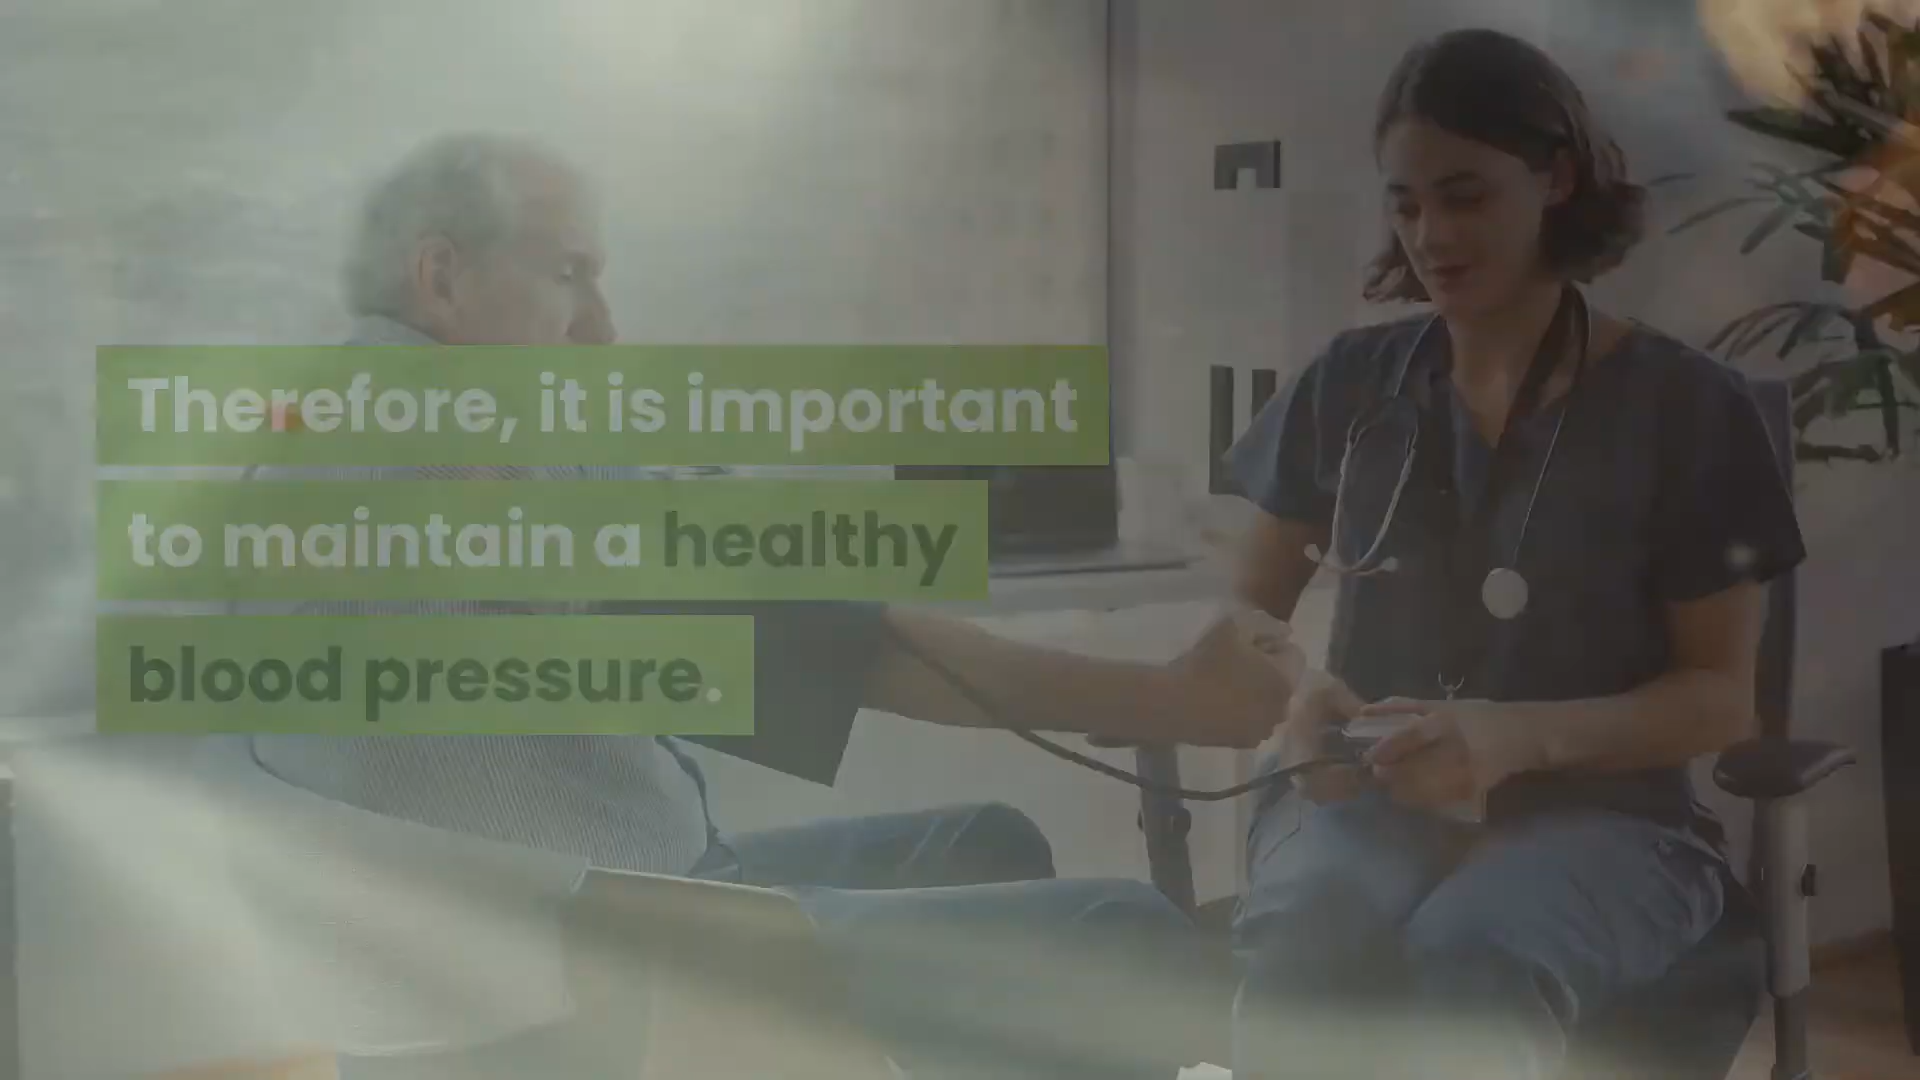 Therefore, it is important
to maintain a healthy
blood pressure.